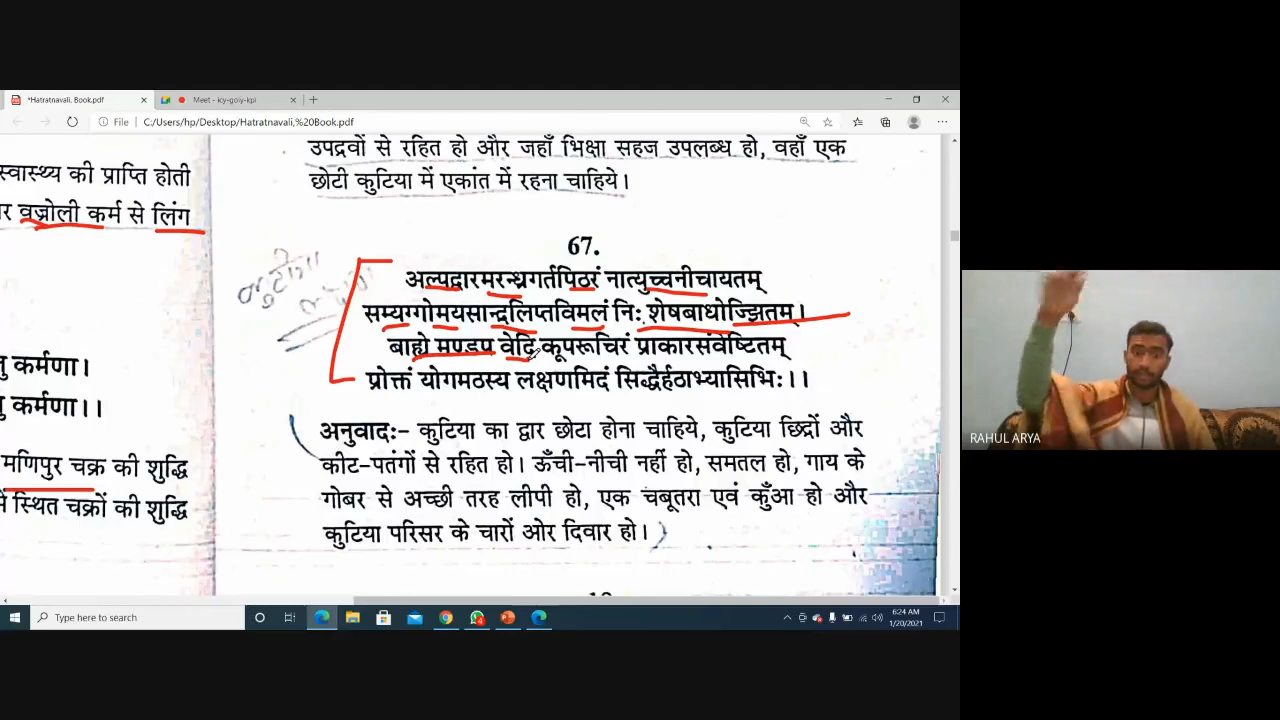 *Hatratnavali, Book.pdf
Meet - icy-goiy-kpi
File
C:/Users/hp/Desktop/Hatratnavali,%20Book.pdf
स्वास्थ्य की प्राप्ति होती
र वज्रोली कर्म से लिंग
तु कर्मणा।
तु कर्मणा।।
मणिपुर चक्र की शुद्धि
में स्थित चक्रों की शुद्धि
उपद्रवों से रहित हो और जहाँ भिक्षा सहज उपलब्ध हो, वहाँ एक
छोटी कुटिया में एकांत में रहना चाहिये।
67.
अल्पद्वारमरन्ध्रगर्तपिठरं नात्युच्चनीचायतम्
सम्यग्गोमयसान्द्रलिप्तविमलं निः शेषबाधोज्झितम्।
बाह्ये मण्डप वेदि कूपरूचिरं प्राकारसंवेष्टितम्
प्रोक्तं योगमठस्य लक्षणमिदं सिद्धैर्हठाभ्यासिभिः।।
अनुवादः- कुटिया का द्वार छोटा होना चाहिये, कुटिया छिद्रों और
कीट-पतंगों से रहित हो। ऊँची-नीची नहीं हो, समतल हो, गाय के
गोबर से अच्छी तरह लीपी हो, एक चबूतरा एवं कुँआ हो और
कुटिया परिसर के चारों ओर दिवार हो।
RAHUL ARYA
Type here to search
4
6:24 AM
1/20/2021